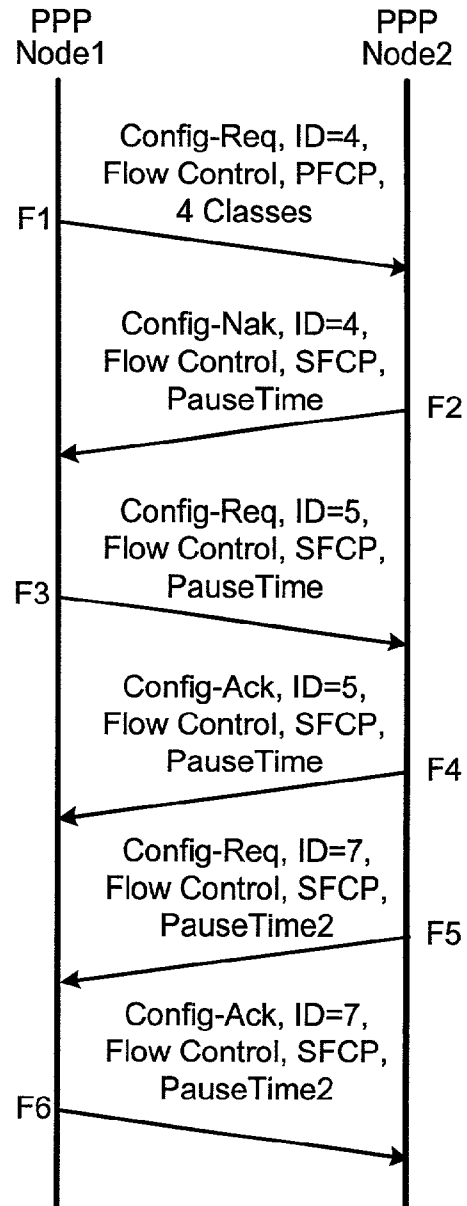 PPP
Node1
PPP
Node2
Config-Req, ID=4,
Flow Control, PFCP,
4 Classes
F1
Config-Nak, ID=4,
Flow Control, SFCP,
PauseTime
F2
Config-Req, ID=5,
Flow Control, SFCP,
PauseTime
F3
Config-Ack, ID=5,
Flow Control, SFCP,
PauseTime
F4
Config-Req, ID=7,
Flow Control, SFCP,
PauseTime2
F5
Config-Ack, ID=7,
Flow Control, SFCP,
PauseTime2
F6